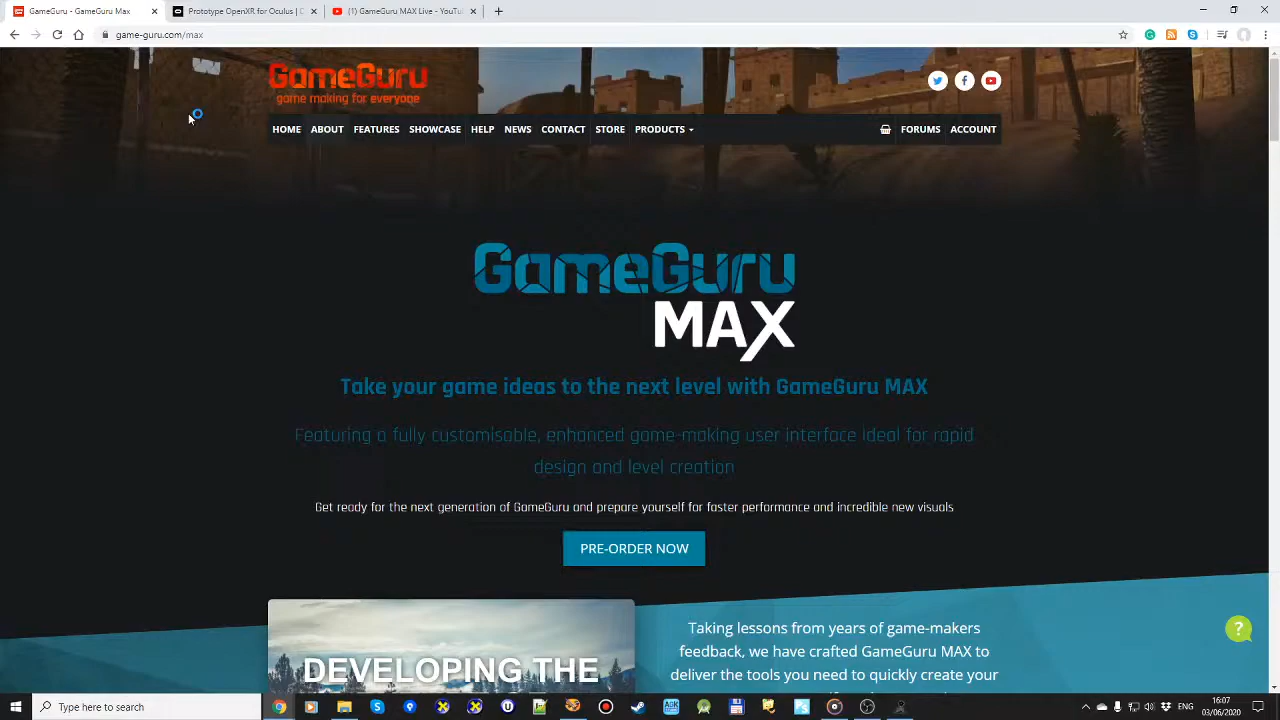 GameGuru - GameGuru Max
Prototype OpenXR for Oculus |
(1) GameGuru MAX Live - YouTu
game-guru.com/max
GameGuru
game making for everyone
HOME ABOUT FEATURES SHOWCASE HELP NEWS CONTACT STORE PRODUCTS FORUMS ACCOUNT
GameGuru
MAX
Take your game ideas to the next level with GameGuru MAX
Featuring a fully customisable, enhanced game-making user interface ideal for rapid
design and level creation
Get ready for the next generation of GameGuru and prepare yourself for faster performance and incredible new visuals
PRE-ORDER NOW
DEVELOPING THE
Taking lessons from years of game-makers
feedback, we have crafted GameGuru MAX to
deliver the tools you need to quickly create your
?
Type here to search
ENG
16:07
03/06/2020